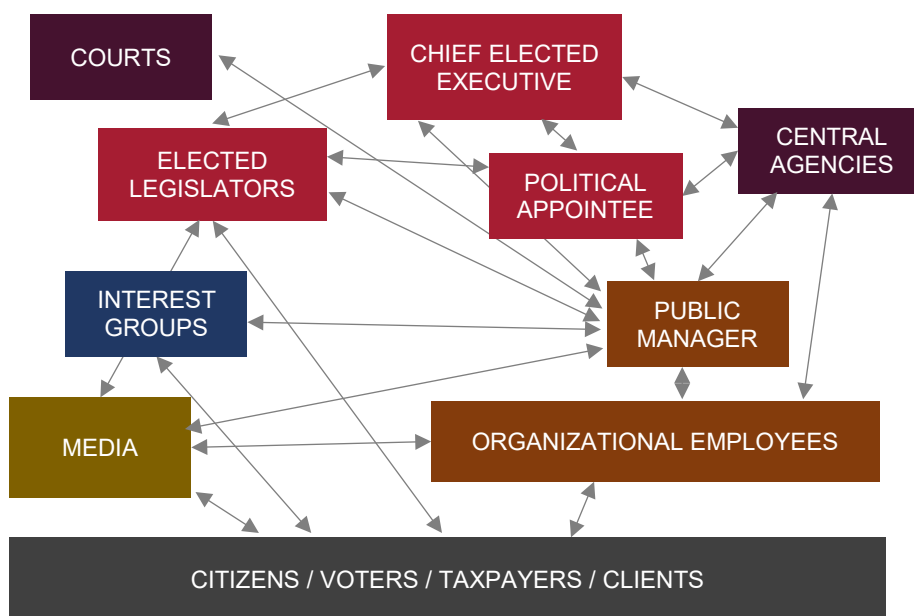 COURTS
CHIEF ELECTED
EXECUTIVE
ELECTED
LEGISLATORS
POLITICAL
APPOINTEE
CENTRAL
AGENCIES
INTEREST
GROUPS
PUBLIC
MANAGER
MEDIA
ORGANIZATIONAL EMPLOYEES
CITIZENS / VOTERS / TAXPAYERS / CLIENTS